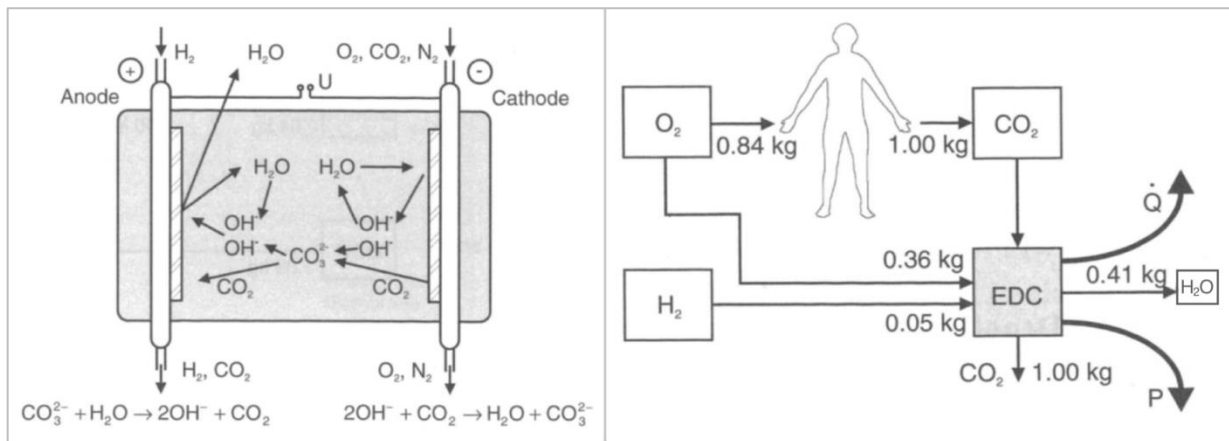 H₂
H₂O
O₂, CO₂, N₂
+
U
-
Anode
Cathode
H₂O
H₂O
OH⁻
OH⁻
OH⁻
CO₃²⁻
OH⁻
CO₂
CO₂
H₂, CO₂
O₂, N₂
CO₃²⁻ + H₂O → 2OH⁻ + CO₂
2OH⁻ + CO₂ → H₂O + CO₃²⁻
O₂
0.84 kg
1.00 kg
CO₂
Q̇
0.36 kg
0.41 kg
H₂
EDC
H₂O
0.05 kg
CO₂
1.00 kg
P